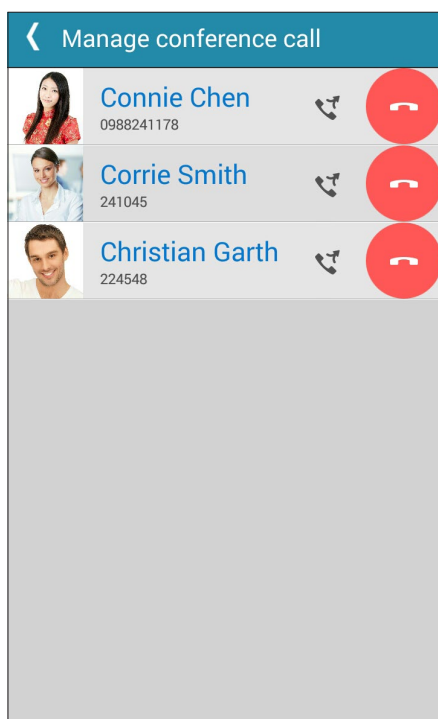 Manage conference call
Connie Chen
0988241178
Corrie Smith
241045
Christian Garth
224548